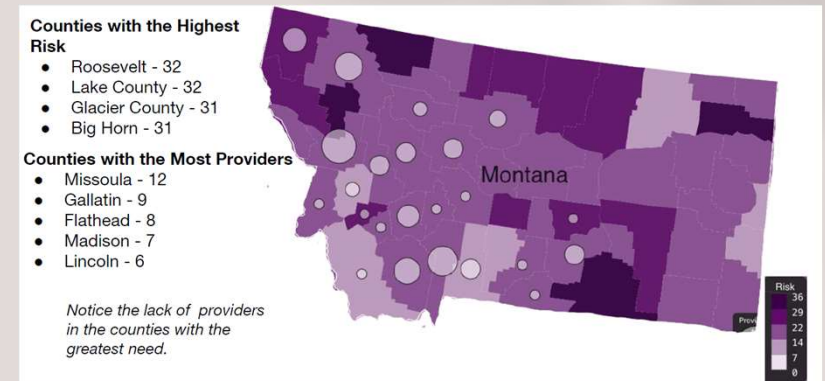 Counties with the Highest
Risk
● Roosevelt - 32
● Lake County - 32
● Glacier County - 31
● Big Horn - 31
Counties with the Most Providers
● Missoula - 12
● Gallatin - 9
● Flathead - 8
● Madison - 7
● Lincoln - 6
Notice the lack of providers
in the counties with the
greatest need.
Montana
Provi
Risk
36
29
22
14
7
0